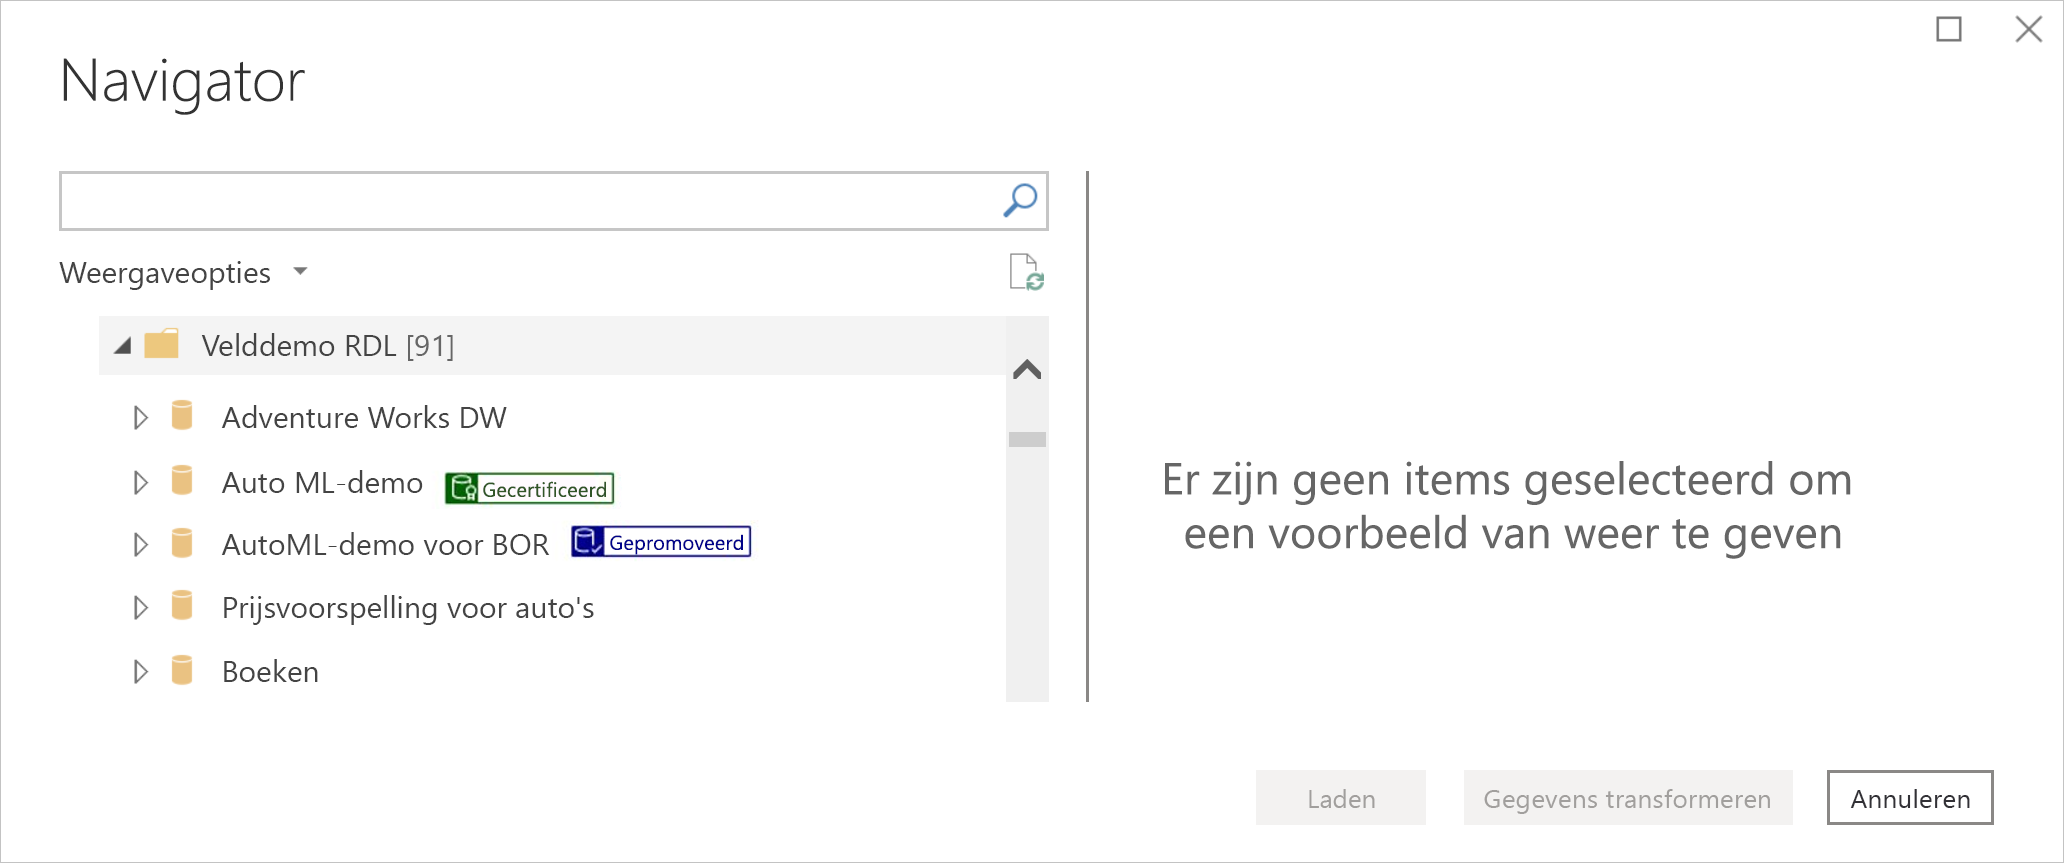 Navigator
Weergaveopties
Velddemo RDL [91]
Adventure Works DW
Auto ML-demo Gecertificeerd
AutoML-demo voor BOR Gepromoveerd
Prijsvoorspelling voor auto's
Boeken
Er zijn geen items geselecteerd om
een voorbeeld van weer te geven
Laden Gegevens transformeren Annuleren